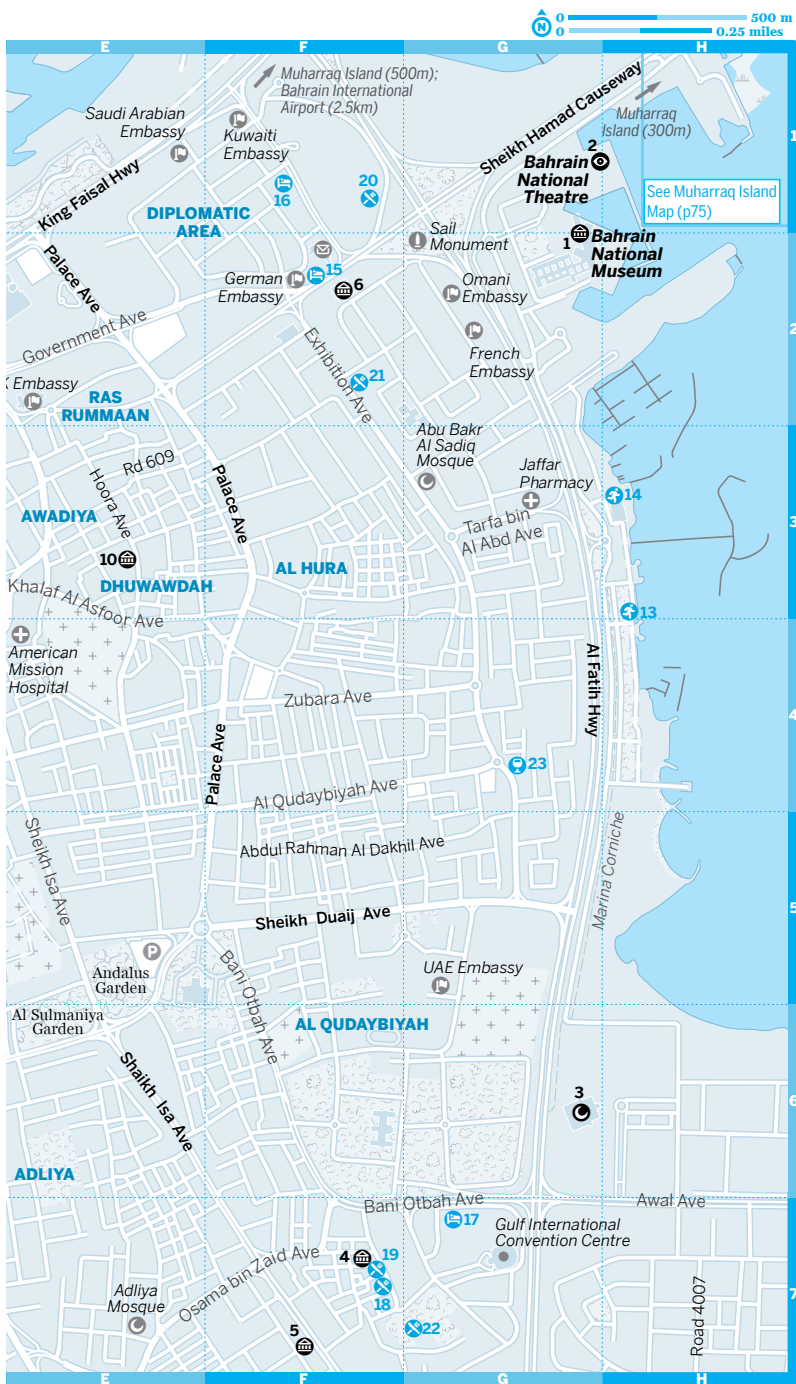 0 500 m
N
0 0.25 miles
E F G H
Muharraq Island (500m);
Bahrain International
Airport (2.5km)
Saudi Arabian
Embassy
Kuwaiti
Embassy
Sheikh Hamad Causeway
Muharraq
Island (300m)
1
2
Bahrain
National
Theatre
King Faisal Hwy
16
20
DIPLOMATIC
AREA
See Muharraq Island
Map (p75)
Sail
Monument
1
Bahrain
National
Museum
Palace Ave
German
Embassy
15
6
Omani
Embassy
Government Ave
Exhibition Ave
French
Embassy
2
21
K Embassy
RAS
RUMMAAN
Abu Bakr
Al Sadiq
Mosque
Rd 609
Hoora Ave
Palace Ave
Jaffar
Pharmacy
14
AWADIYA
Tarfa bin
Al Abd Ave
3
10
DHUWAWDAH
AL HURA
Khalaf Al Asfoor Ave
13
American
Mission
Hospital
Al Fatih Hwy
Zubara Ave
4
Palace Ave
23
Al Qudaybiyah Ave
Sheikh Isa Ave
Abdul Rahman Al Dakhil Ave
Marina Corniche
5
Sheikh Duaij Ave
P
Andalus
Garden
Bani Otbah Ave
UAE Embassy
Al Sulmaniya
Garden
AL QUDAYBIYAH
Shaikh Isa Ave
3
6
ADLIYA
Bani Otbah Ave
Awal Ave
17
Gulf International
Convention Centre
Osama bin Zaid Ave
4
19
18
Adliya
Mosque
5
22
Road 4007
7
E F G H